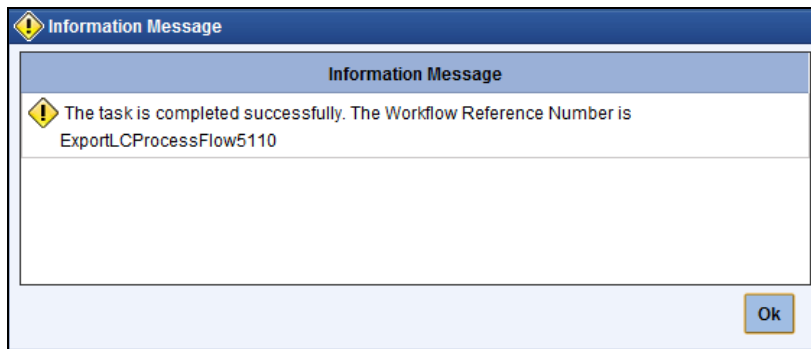 Information Message
Information Message
The task is completed successfully. The Workflow Reference Number is
ExportLCProcessFlow5110
Ok